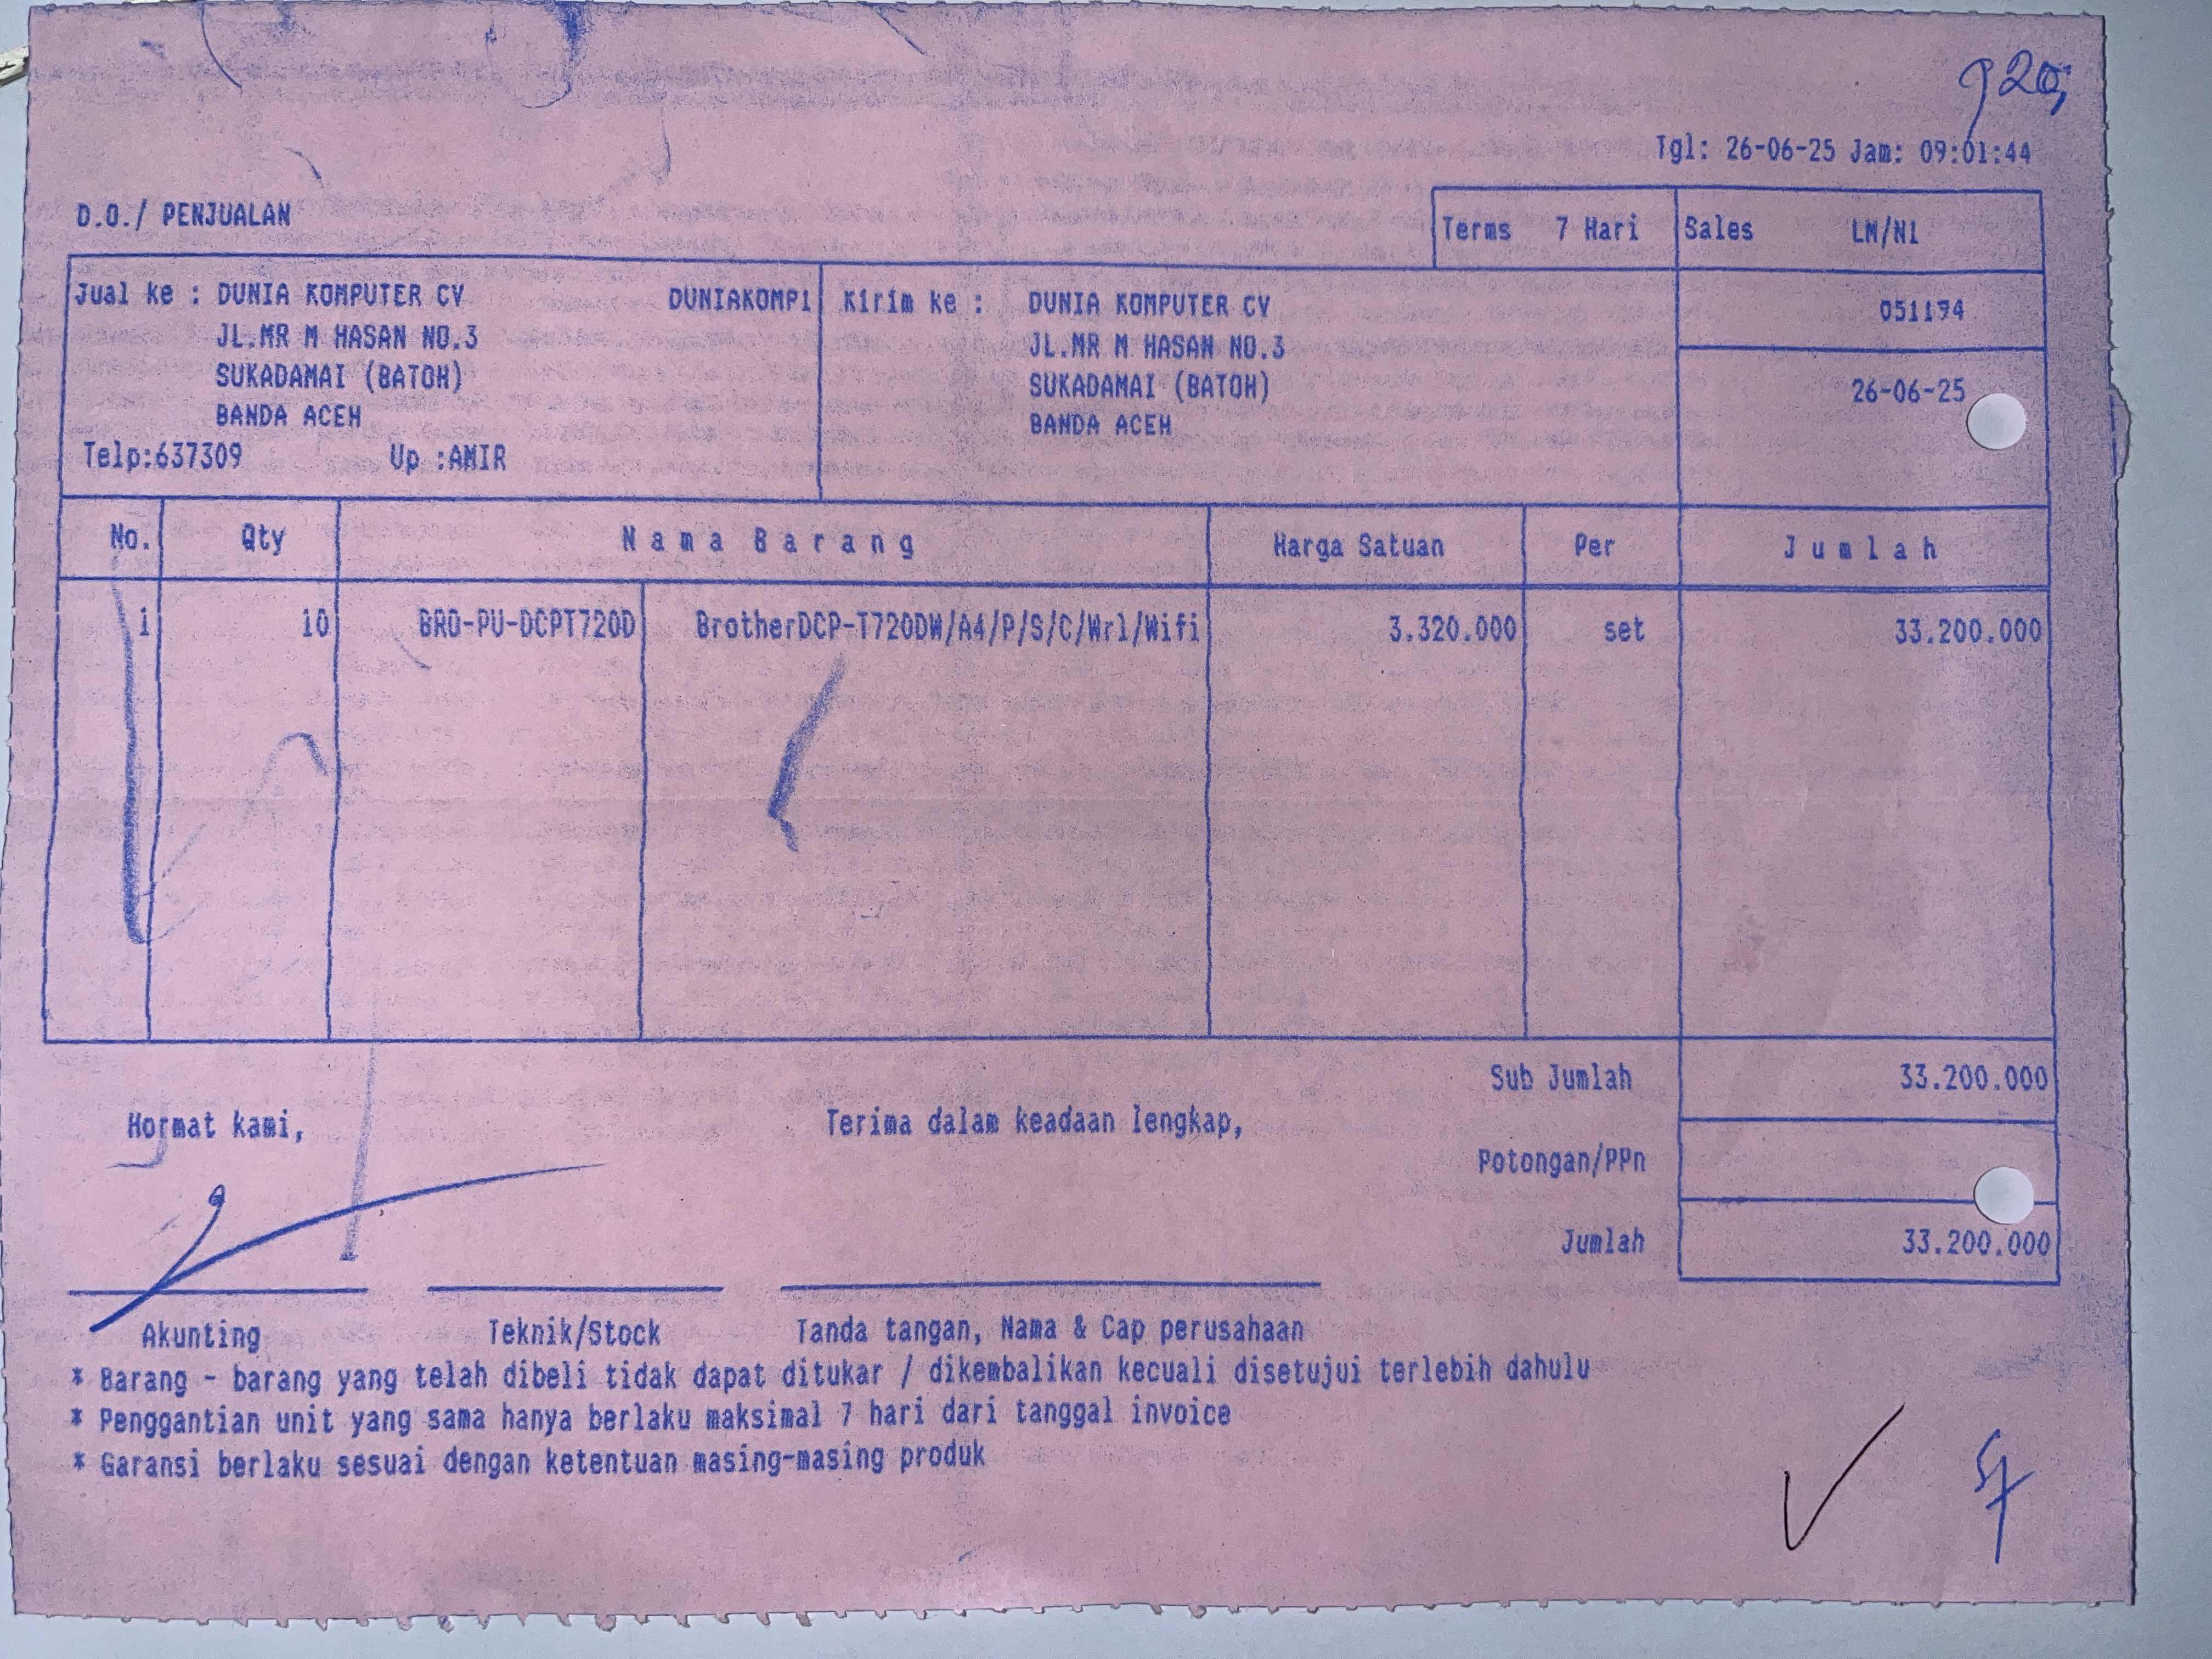 Tgl: 26-06-25 Jam: 09:01:44
D.O./ PENJUALAN
Terms 7 Hari Sales LM/N1
Jual ke : DUNIA KOMPUTER CV DUNIAKOMP1 Kirim ke : DUNIA KOMPUTER CV 051194
JL.MR M HASAN NO.3 JL.MR M HASAN NO.3
SUKADAMAI (BATOH) SUKADAMAI (BATOH) 26-06-25
BANDA ACEH BANDA ACEH
Telp:637309 Up :AMIR
No. Qty Nama Barang Harga Satuan Per Jumlah
1 10 BRO-PU-DCPT720D BrotherDCP-T720DW/A4/P/S/C/Wrl/Wifi 3.320.000 set 33.200.000
Sub Jumlah 33.200.000
Hormat kami, Terima dalam keadaan lengkap,
Potongan/PPn
Jumlah 33.200.000
Akunting Teknik/Stock Tanda tangan, Nama & Cap perusahaan
* Barang - barang yang telah dibeli tidak dapat ditukar / dikembalikan kecuali disetujui terlebih dahulu
* Penggantian unit yang sama hanya berlaku maksimal 7 hari dari tanggal invoice
* Garansi berlaku sesuai dengan ketentuan masing-masing produk